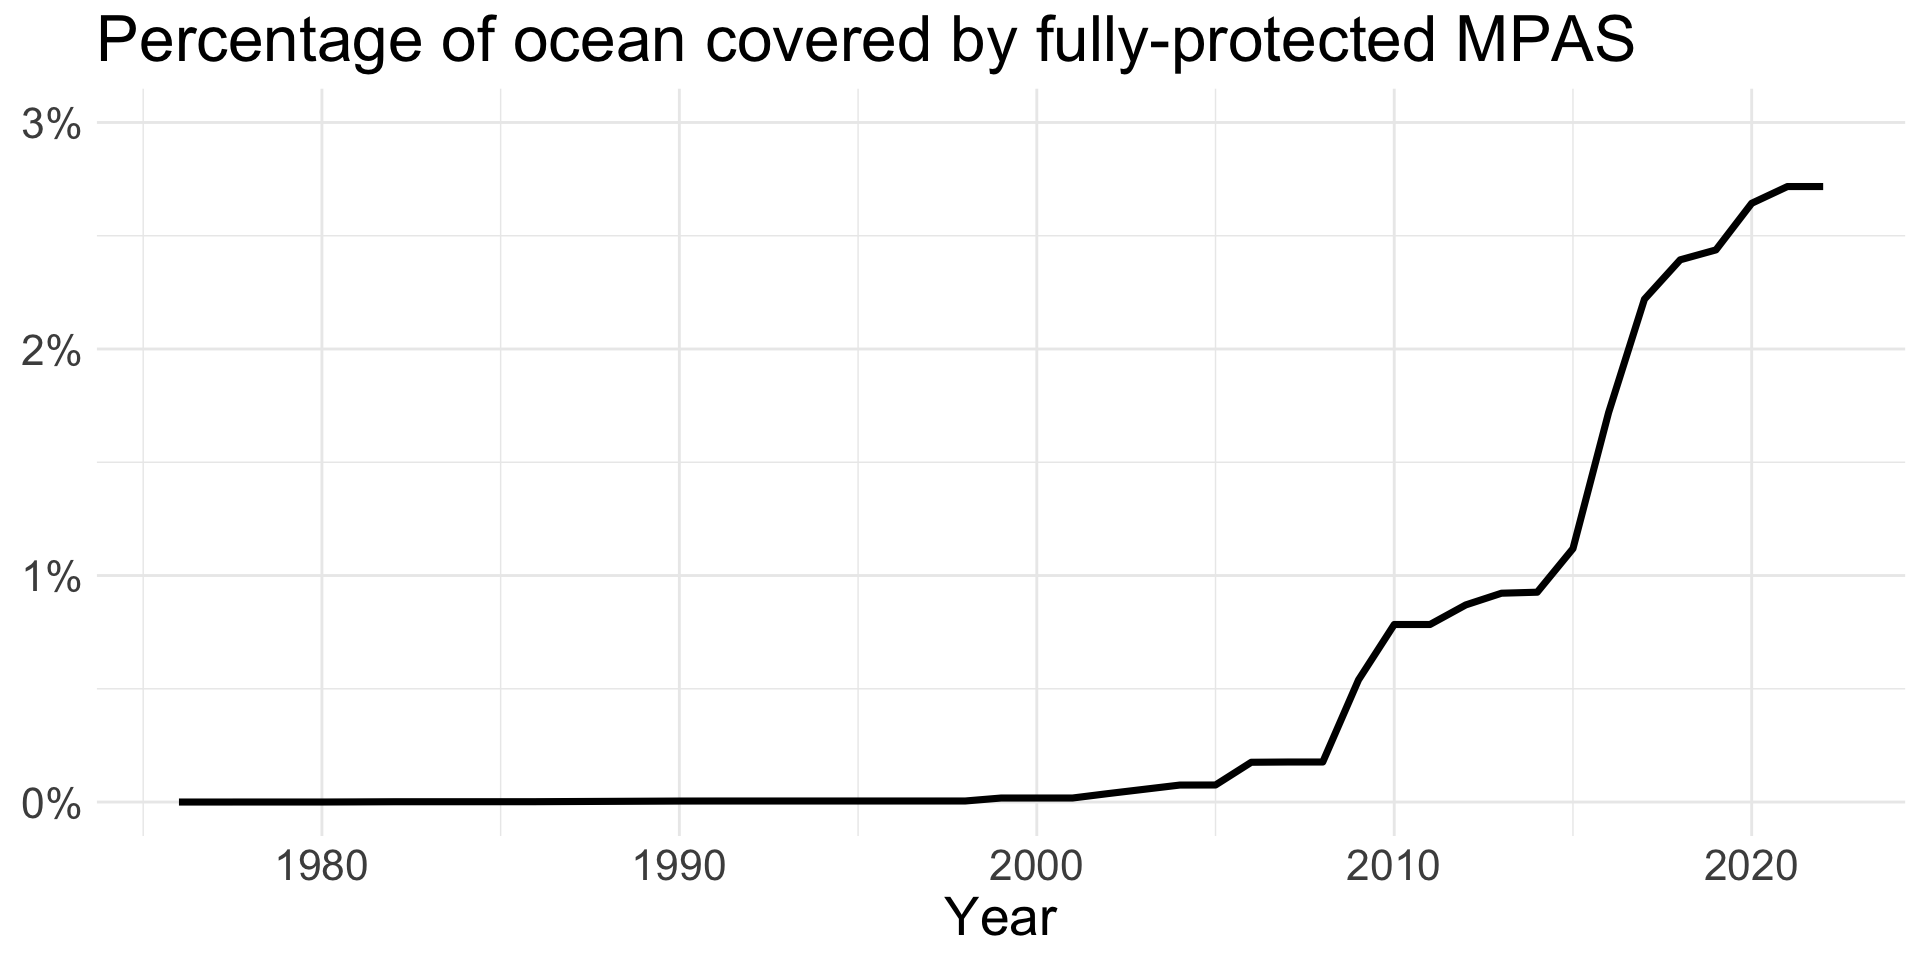 Percentage of ocean covered by fully-protected MPAS
3%
2%
1%
0%
1980 1990 2000 2010 2020
Year